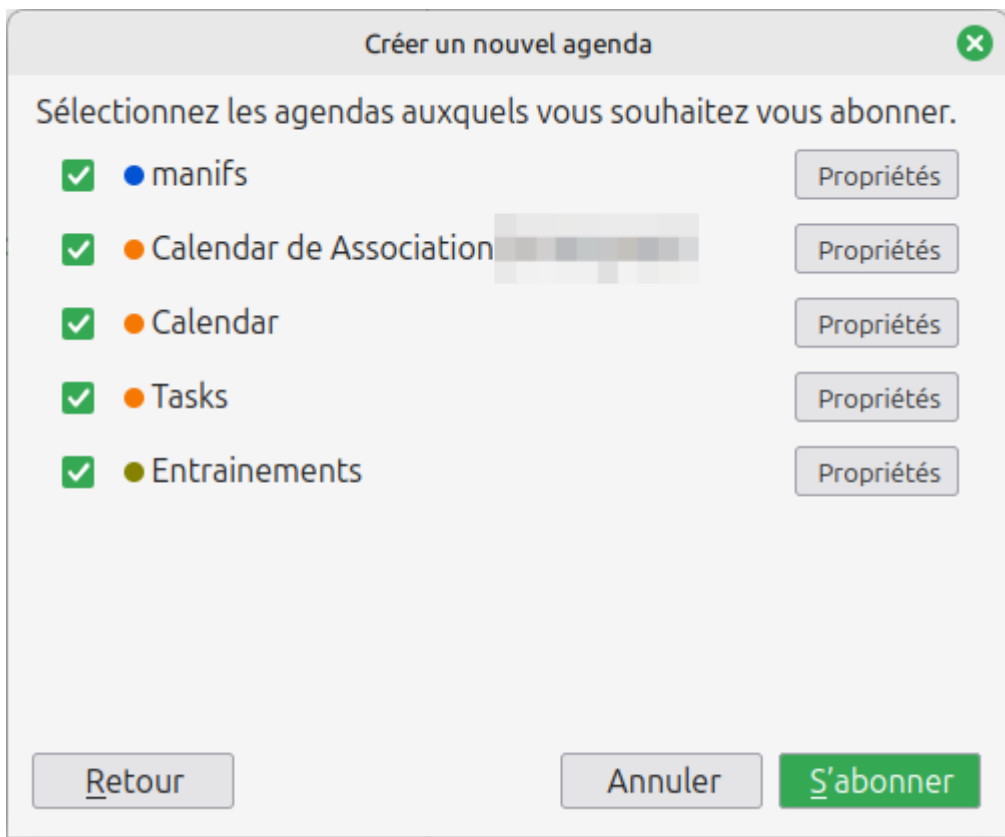 Créer un nouvel agenda
Sélectionnez les agendas auxquels vous souhaitez vous abonner.
manifs Propriétés
Calendar de Association Propriétés
Calendar Propriétés
Tasks Propriétés
Entrainements Propriétés
Retour Annuler S'abonner